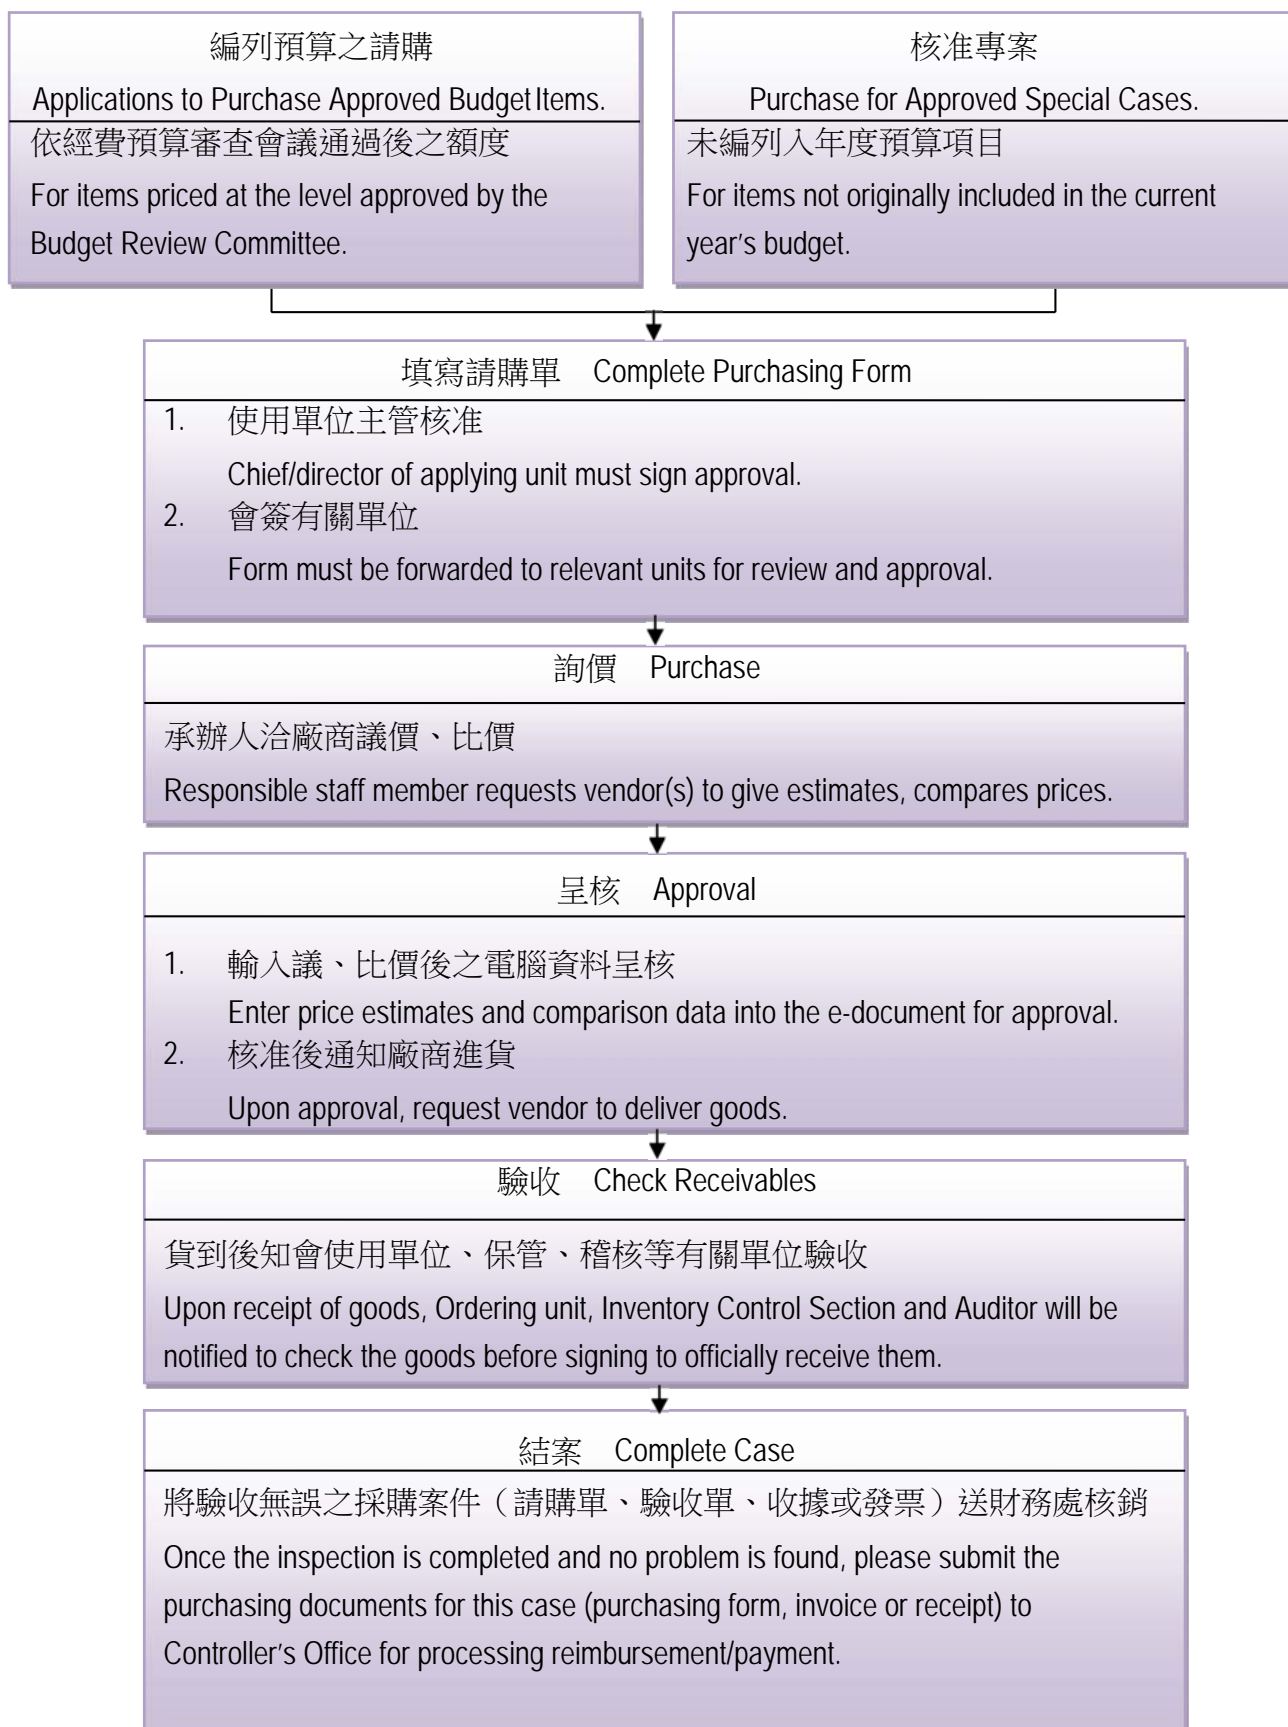 編列預算之請購
Applications to Purchase Approved Budget Items.
依經費預算審查會議通過後之額度
For items priced at the level approved by the
Budget Review Committee.
核准專案
Purchase for Approved Special Cases.
未編列入年度預算項目
For items not originally included in the current
year's budget.
填寫請購單 Complete Purchasing Form
1. 使用單位主管核准
Chief/director of applying unit must sign approval.
2. 會簽有關單位
Form must be forwarded to relevant units for review and approval.
詢價 Purchase
承辦人洽廠商議價、比價
Responsible staff member requests vendor(s) to give estimates, compares prices.
呈核 Approval
1. 輸入議、比價後之電腦資料呈核
Enter price estimates and comparison data into the e-document for approval.
2. 核准後通知廠商進貨
Upon approval, request vendor to deliver goods.
驗收 Check Receivables
貨到後知會使用單位、保管、稽核等有關單位驗收
Upon receipt of goods, Ordering unit, Inventory Control Section and Auditor will be
notified to check the goods before signing to officially receive them.
結案 Complete Case
將驗收無誤之採購案件（請購單、驗收單、收據或發票）送財務處核銷
Once the inspection is completed and no problem is found, please submit the
purchasing documents for this case (purchasing form, invoice or receipt) to
Controller's Office for processing reimbursement/payment.